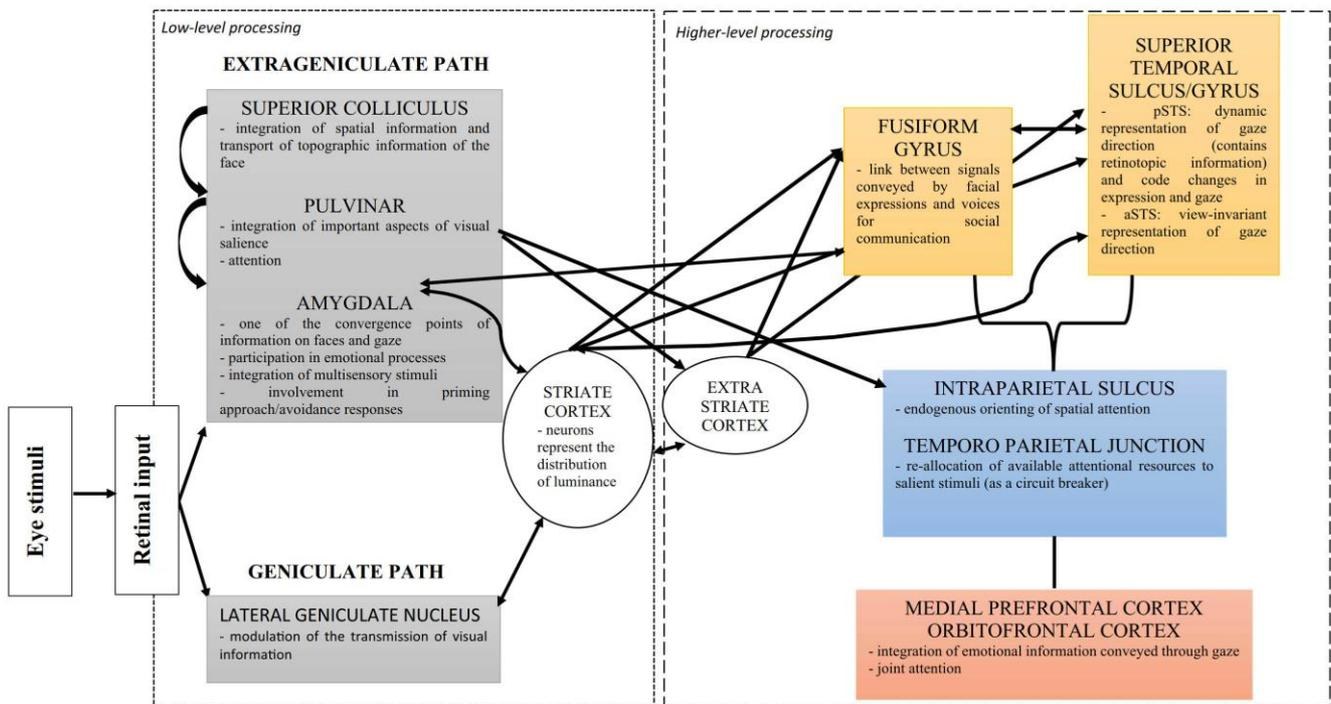 Low-level processing
EXTRAGENICULATE PATH
SUPERIOR COLLICULUS
- integration of spatial information and
transport of topographic information of the
face
PULVINAR
- integration of important aspects of visual
salience
- attention
AMYGDALA
- one of the convergence points of
information on faces and gaze
- participation in emotional processes
- integration of multisensory stimuli
- involvement in priming
approach/avoidance responses
Eye stimuli
Retinal input
GENICULATE PATH
LATERAL GENICULATE NUCLEUS
- modulation of the transmission of visual
information
STRIATE
CORTEX
- neurons
represent the
distribution
of luminance
Higher-level processing
EXTRA
STRIATE
CORTEX
FUSIFORM
GYRUS
- link between signals
conveyed by facial
expressions and voices
for social
communication
SUPERIOR
TEMPORAL
SULCUS/GYRUS
- pSTS: dynamic
representation of gaze
direction (contains
retinotopic information)
and code changes in
expression and gaze
- aSTS: view-invariant
representation of gaze
direction
INTRAPARIETAL SULCUS
- endogenous orienting of spatial attention
TEMPORO PARIETAL JUNCTION
- re-allocation of available attentional resources to
salient stimuli (as a circuit breaker)
MEDIAL PREFRONTAL CORTEX
ORBITOFRONTAL CORTEX
- integration of emotional information conveyed through gaze
- joint attention